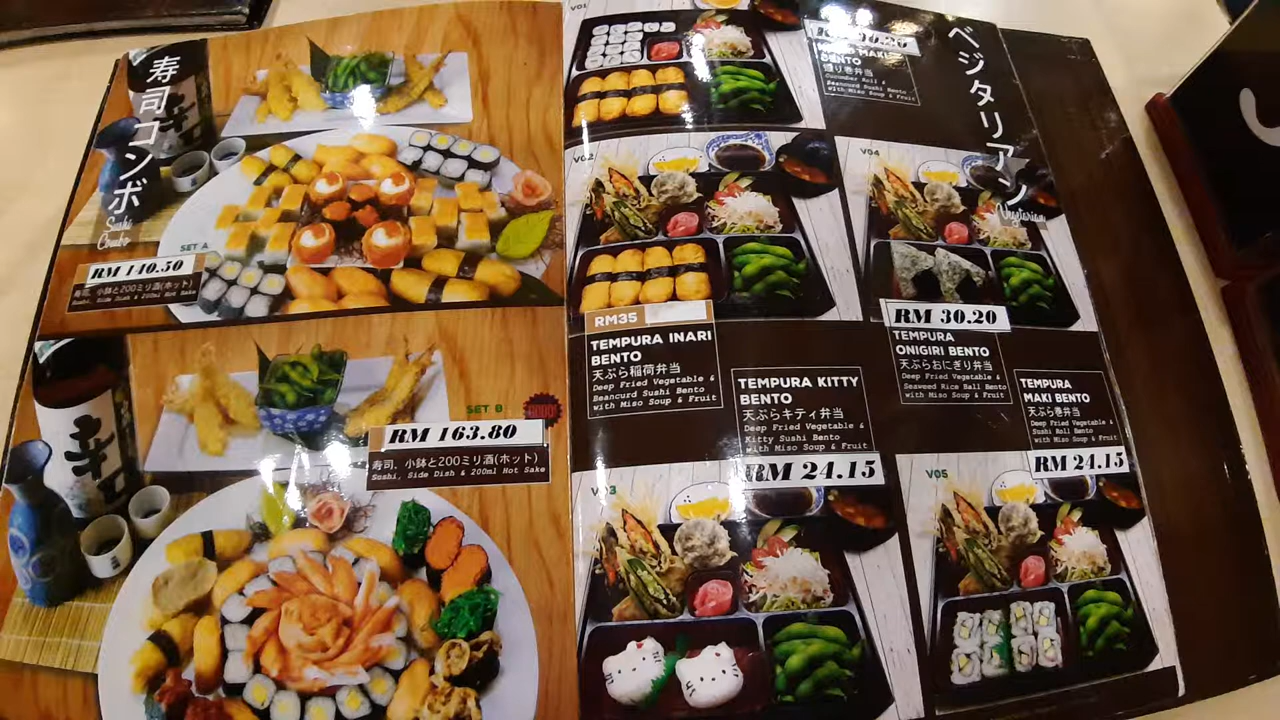 寿司コンボ
Sushi
Combo
SET A
RM 140.50
寿司、小鉢と200ミリ酒(ホット)
Sushi, Side Dish & 200ml Hot Sake
SET B
RM 163.80
寿司、小鉢と200ミリ酒(ホット)
Sushi, Side Dish & 200ml Hot Sake
ベジタリアン
Vegetarian
V01
MAKI
BENTO
Cucumber Roll &
Beancurd Sushi Bento
with Miso Soup & Fruit
V02
RM35
TEMPURA INARI
BENTO
天ぷら稲荷弁当
Deep Fried Vegetable &
Beancurd Sushi Bento
with Miso Soup & Fruit
V04
RM 30.20
TEMPURA
ONIGIRI BENTO
天ぷらおにぎり弁当
Deep Fried Vegetable &
Seaweed Rice Ball Bento
with Miso Soup & Fruit
TEMPURA KITTY
BENTO
天ぷらキティ弁当
Deep Fried Vegetable &
Kitty Sushi Bento
with Miso Soup & Fruit
RM 24.15
V03
TEMPURA
MAKI BENTO
天ぷら巻弁当
Deep Fried Vegetable &
Sushi Roll Bento
with Miso Soup & Fruit
RM 24.15
V05